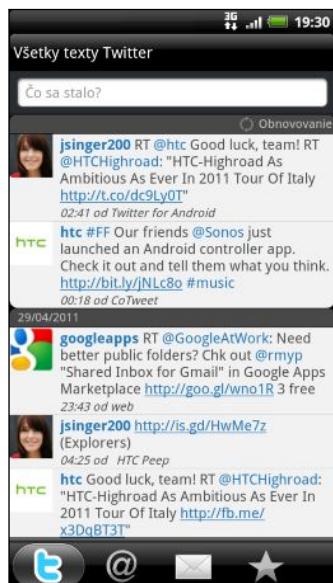 3G 19:30
Všetky texty Twitter
Čo sa stalo?
Obnovovanie
jsinger200 RT @htc Good luck, team! RT
@HTCHighroad: "HTC-Highroad As
Ambitious As Ever In 2011 Tour Of Italy
http://t.co/dc9Ly0T"
02:41 od Twitter for Android
hTC
htc #FF Our friends @Sonos just
launched an Android controller app.
Check it out and tell them what you think.
http://bit.ly/jNLc8o #music
00:18 od CoTweet
29/04/2011
googleapps RT @GoogleAtWork: Need
better public folders? Chk out @rmyp
"Shared Inbox for Gmail" in Google Apps
Marketplace http://goo.gl/wno1R 3 free
23:43 od web
jsinger200 http://is.gd/HwMe7z
(Explorers)
04:25 od HTC Peep
hTC
htc Good luck, team! RT @HTCHighroad:
"HTC-Highroad As Ambitious As Ever In
2011 Tour Of Italy http://fb.me/
x3DqBT3T"
@